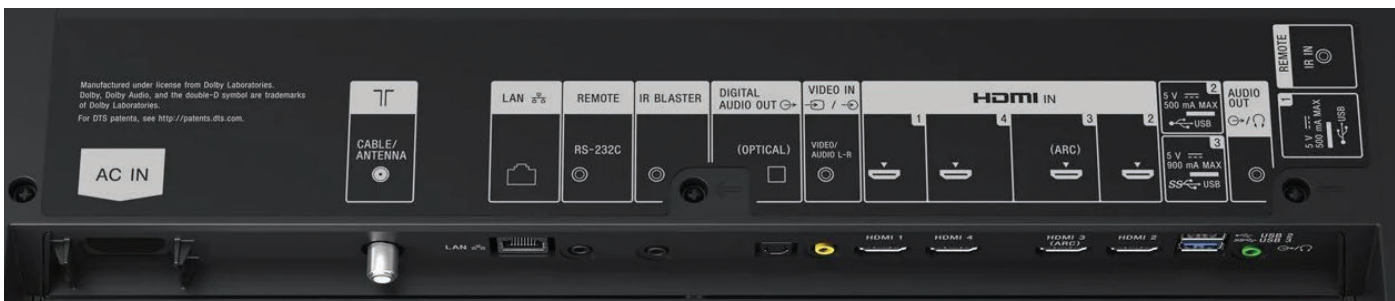 Manufactured under license from Dolby Laboratories.
Dolby, Dolby Audio, and the double-D symbol are trademarks
of Dolby Laboratories.
For DTS patents, see http://patents.dts.com.
AC IN
CABLE/
ANTENNA
LAN
REMOTE
RS-232C
IR BLASTER
DIGITAL
AUDIO OUT
(OPTICAL)
VIDEO IN
/
VIDEO/
AUDIO L-R
HDMI IN
1
4
3
(ARC)
2
2
5 V
500 mA MAX
USB
3
5 V
900 mA MAX
SS USB
AUDIO
OUT
/
REMOTE
IR IN
1
5 V
500 mA MAX
USB
LAN
HDMI 1
HDMI 4
HDMI 3
(ARC)
HDMI 2
USB 2
USB 3
/